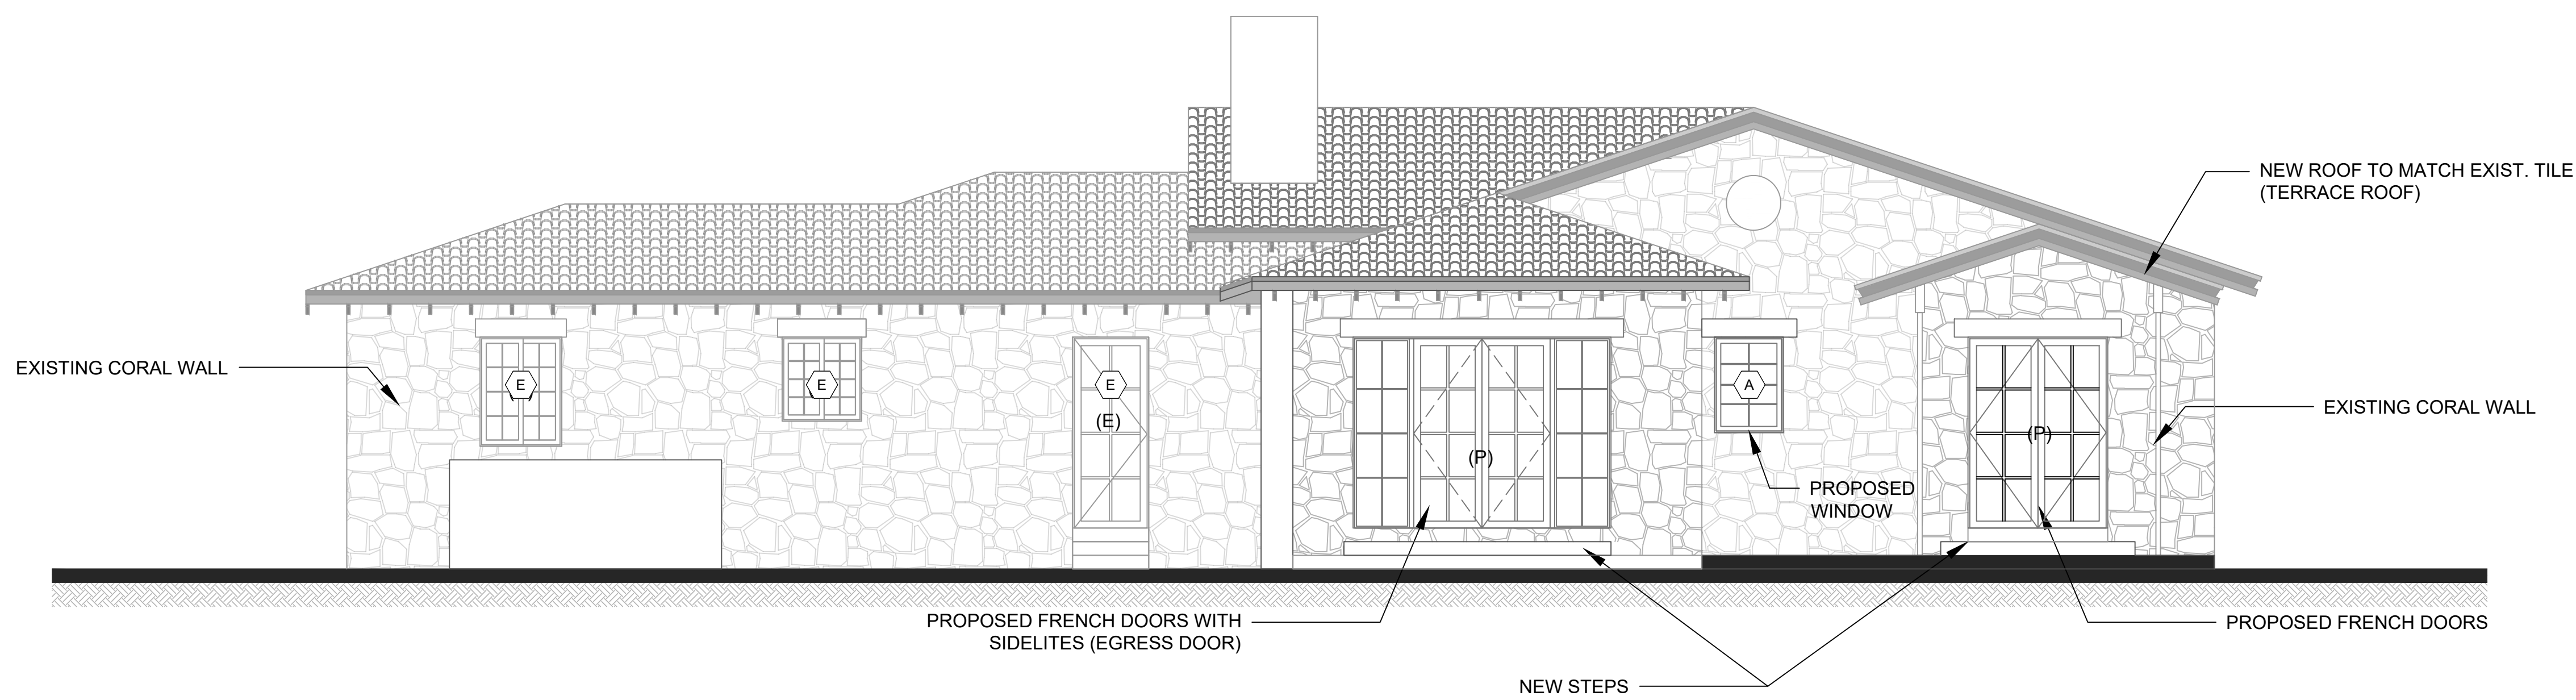 NEW ROOF TO MATCH EXIST. TILE
(TERRACE ROOF)
EXISTING CORAL WALL
E
E
E
(E)
A
EXISTING CORAL WALL
(P)
(P)
PROPOSED
WINDOW
PROPOSED FRENCH DOORS WITH
SIDELITES (EGRESS DOOR)
PROPOSED FRENCH DOORS
NEW STEPS